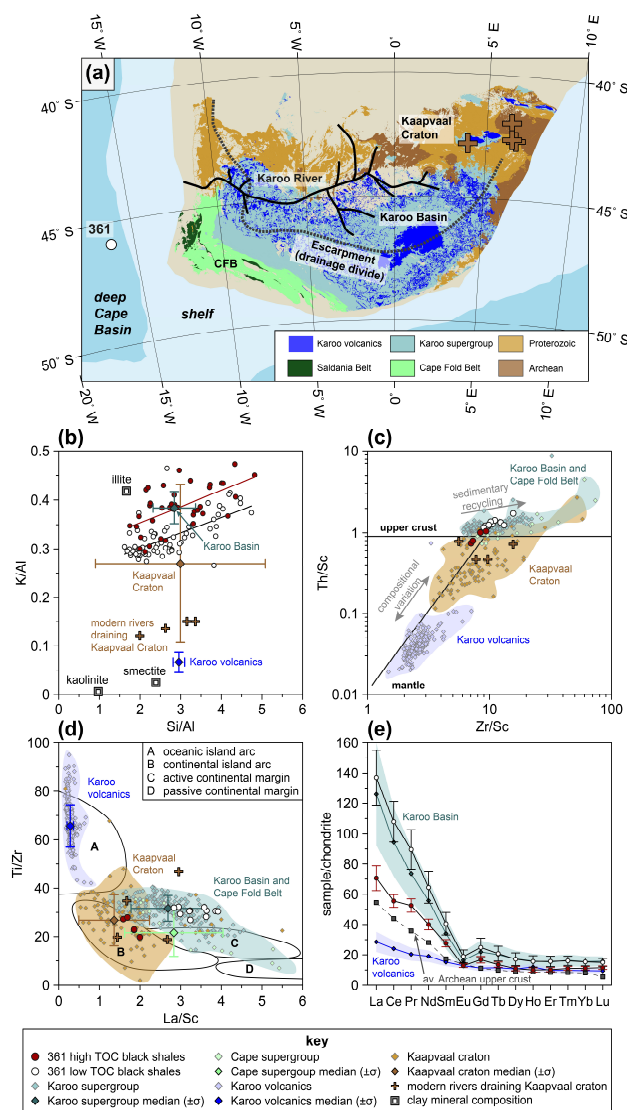 15° W
10° W
5° W
0°
5° E
10° E
(a)
40° S
40° S
Kaapvaal
Craton
Karoo River
Karoo Basin
361
45° S
45° S
Escarpment
(drainage divide)
CFB
deep
Cape
Basin
shelf
50° S
50° S
Karoo volcanics
Karoo supergroup
Proterozoic
Saldania Belt
Cape Fold Belt
Archean
20° W
15° W
10° W
5° W
0°
5° E
10° E
(b)
K/Al
0.5
0.4
0.3
0.2
0.1
0
illite
Karoo Basin
Kaapvaal
Craton
modern rivers
draining
Kaapvaal Craton
Karoo volcanics
smectite
kaolinite
0 1 2 3 4 5 6
Si/Al
(c)
Th/Sc
10
1
0.1
0.01
Karoo Basin and
Cape Fold Belt
sedimentary
recycling
upper crust
compositional
variation
Kaapvaal
Craton
Karoo volcanics
mantle
1 10 100
Zr/Sc
(d)
Ti/Zr
100
80
60
40
20
0
A oceanic island arc
B continental island arc
C active continental margin
D passive continental margin
Karoo
volcanics
A
Kaapvaal
Craton
Karoo Basin and
Cape Fold Belt
B
C
D
0 1 2 3 4 5 6
La/Sc
(e)
sample/chondrite
160
140
120
100
80
60
40
20
0
Karoo Basin
Karoo
volcanics
av. Archean upper crust
La Ce Pr Nd Sm Eu Gd Tb Dy Ho Er Tm Yb Lu
key
361 high TOC black shales
Cape supergroup
Kaapvaal craton
361 low TOC black shales
Cape supergroup median (±σ)
Kaapvaal craton median (±σ)
Karoo supergroup
Karoo volcanics
modern rivers draining Kaapvaal craton
Karoo supergroup median (±σ)
Karoo volcanics median (±σ)
clay mineral composition